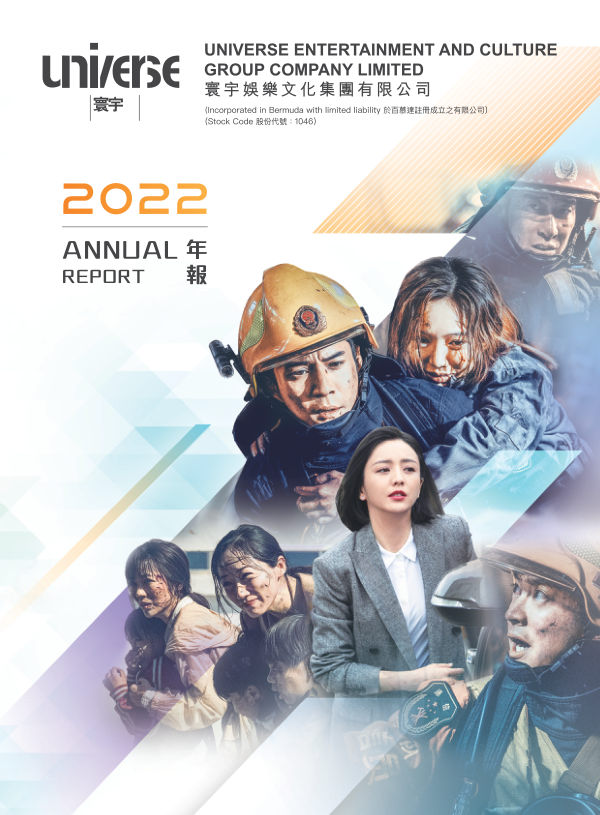 universe
寰宇
UNIVERSE ENTERTAINMENT AND CULTURE
GROUP COMPANY LIMITED
寰宇娛樂文化集團有限公司
(Incorporated in Bermuda with limited liability 於百慕達註冊成立之有限公司)
(Stock Code 股份代號：1046)
2022
ANNUAL 年
REPORT 報